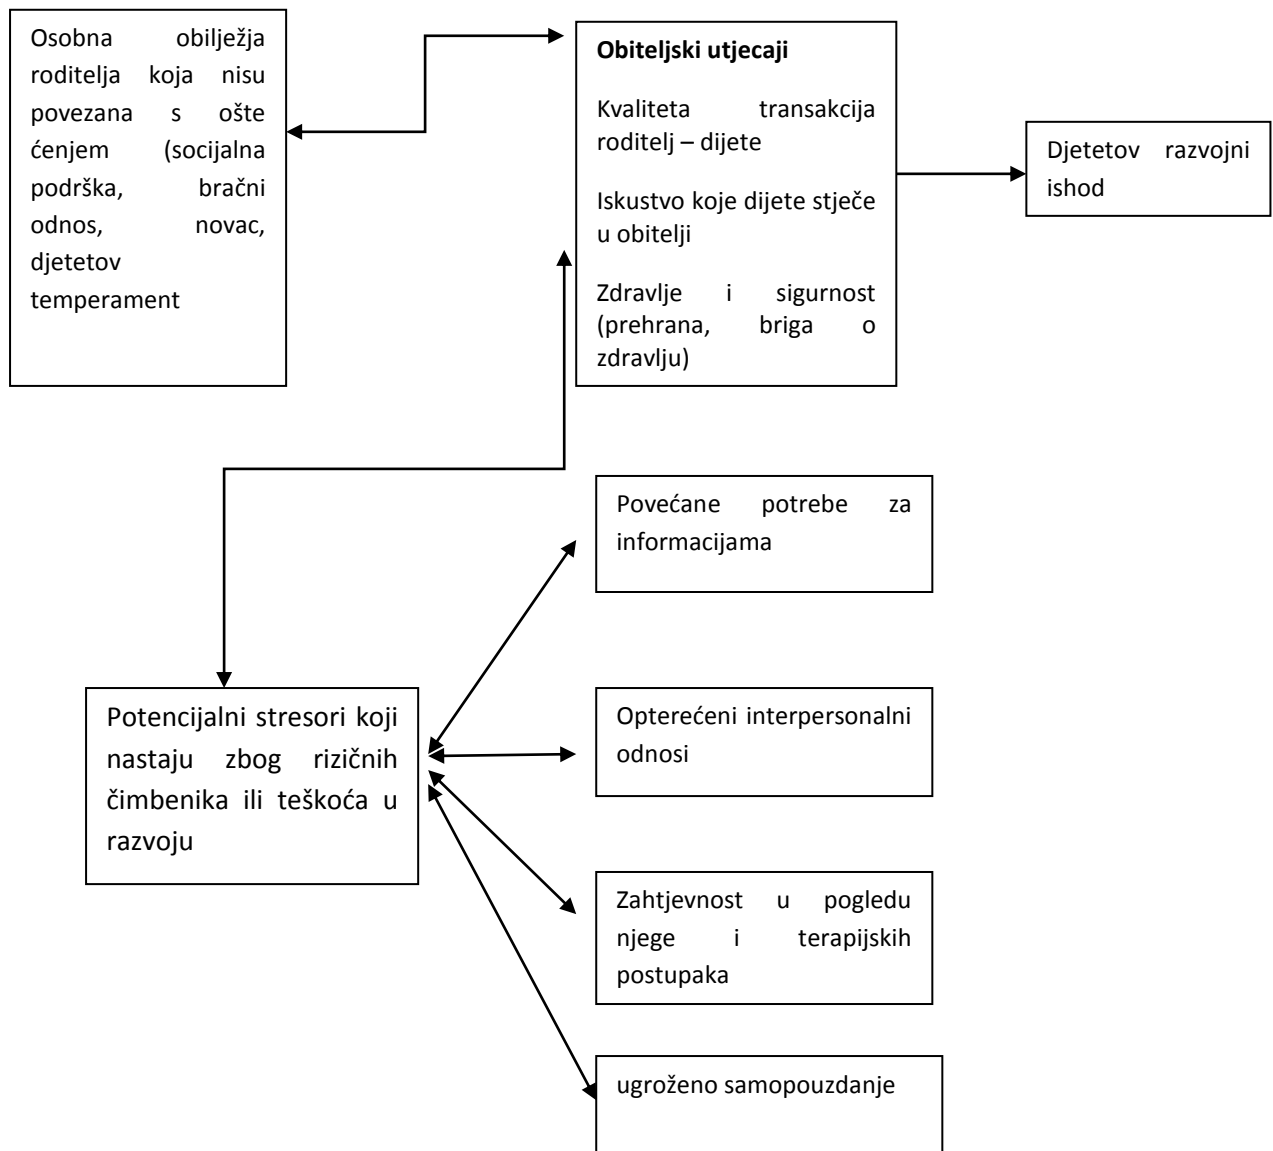 Osobna obilježja
roditelja koja nisu
povezana s ošte
ćenjem (socijalna
podrška, bračni
odnos, novac,
djetetov
temperament
Obiteljski utjecaji
Kvaliteta transakcija
roditelj – dijete
Iskustvo koje dijete stječe
u obitelji
Zdravlje i sigurnost
(prehrana, briga o
zdravlju)
Djetetov razvojni
ishod
Povećane potrebe za
informacijama
Potencijalni stresori koji
nastaju zbog rizičnih
čimbenika ili teškoća u
razvoju
Opterećeni interpersonalni
odnosi
Zahtjevnost u pogledu
njege i terapijskih
postupaka
ugroženo samopouzdanje